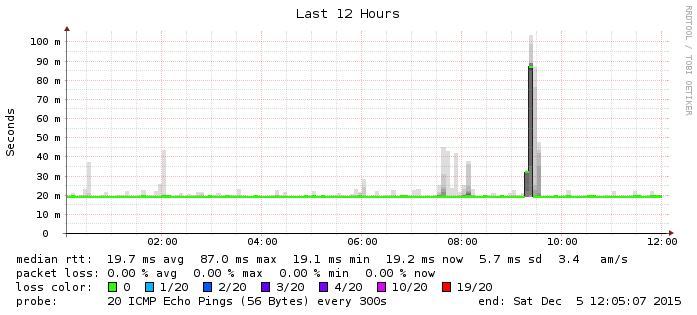 Last 12 Hours
RRDTOOL / TOBI OETIKER
Seconds
100 m
90 m
80 m
70 m
60 m
50 m
40 m
30 m
20 m
10 m
0
02:00 04:00 06:00 08:00 10:00 12:00
median rtt: 19.7 ms avg 87.0 ms max 19.1 ms min 19.2 ms now 5.7 ms sd 3.4 am/s
packet loss: 0.00 % avg 0.00 % max 0.00 % min 0.00 % now
loss color: 0 1/20 2/20 3/20 4/20 10/20 19/20
probe: 20 ICMP Echo Pings (56 Bytes) every 300s end: Sat Dec 5 12:05:07 2015